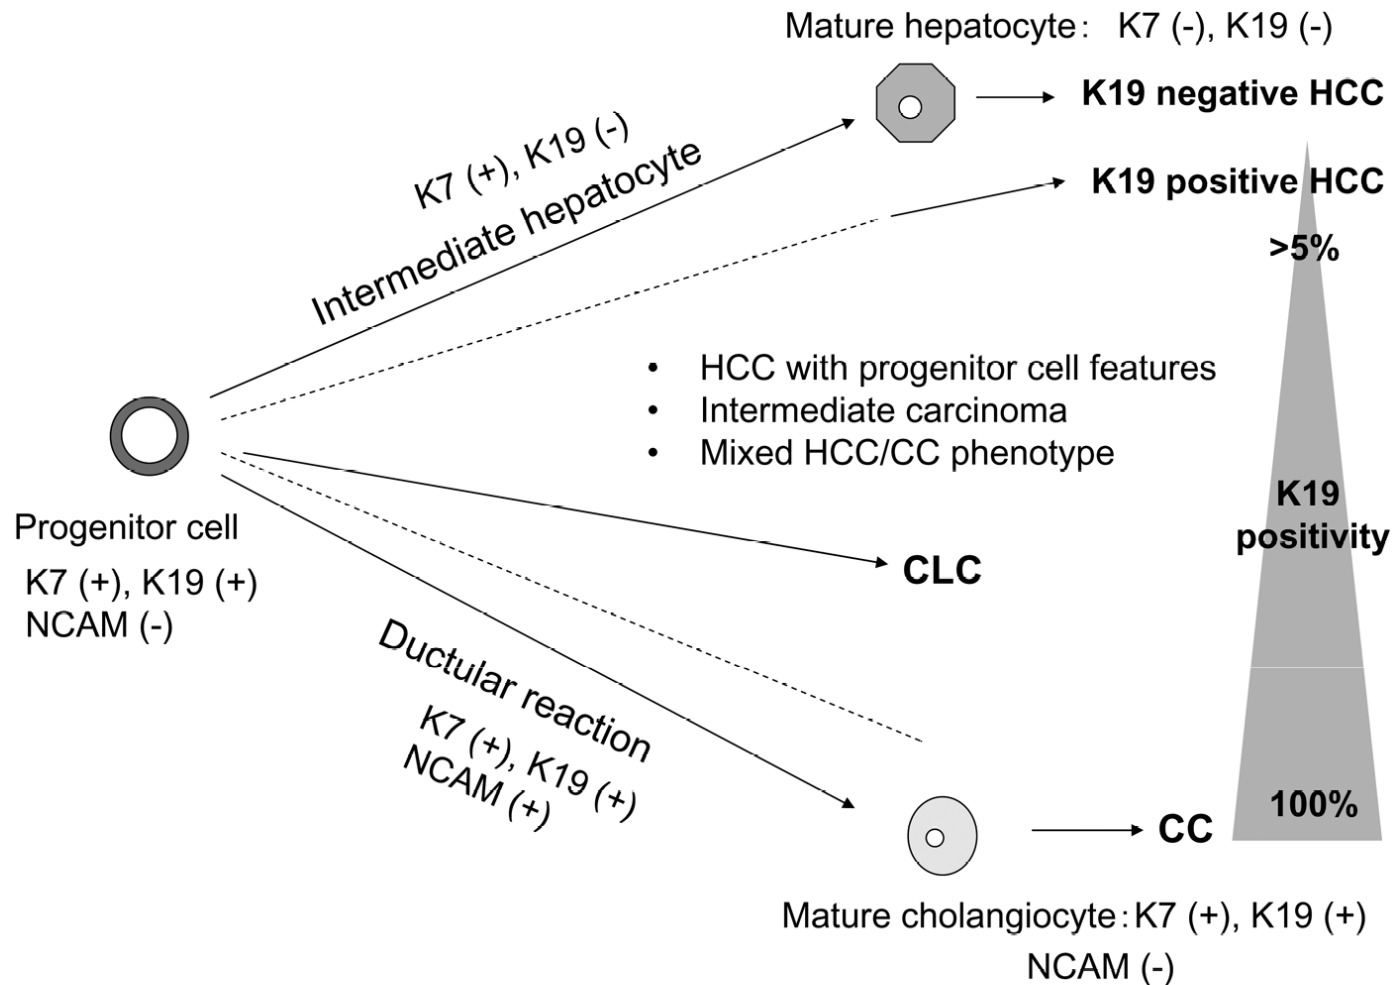 Mature hepatocyte: K7 (-), K19 (-)
K19 negative HCC
K7 (+), K19 (-)
Intermediate hepatocyte
K19 positive HCC
>5%
• HCC with progenitor cell features
• Intermediate carcinoma
• Mixed HCC/CC phenotype
K19
positivity
Progenitor cell
K7 (+), K19 (+)
NCAM (-)
CLC
Ductular reaction
K7 (+), K19 (+)
NCAM (+)
100%
CC
Mature cholangiocyte: K7 (+), K19 (+)
NCAM (-)